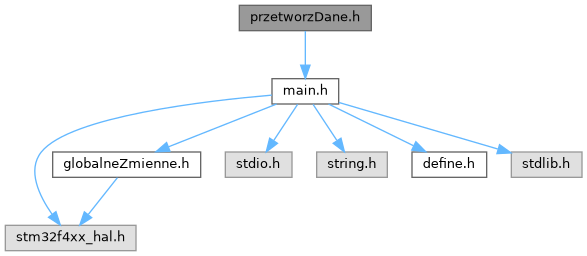 przetworzDane.h
main.h
globalneZmienne.h
stdio.h
string.h
define.h
stdlib.h
stm32f4xx_hal.h